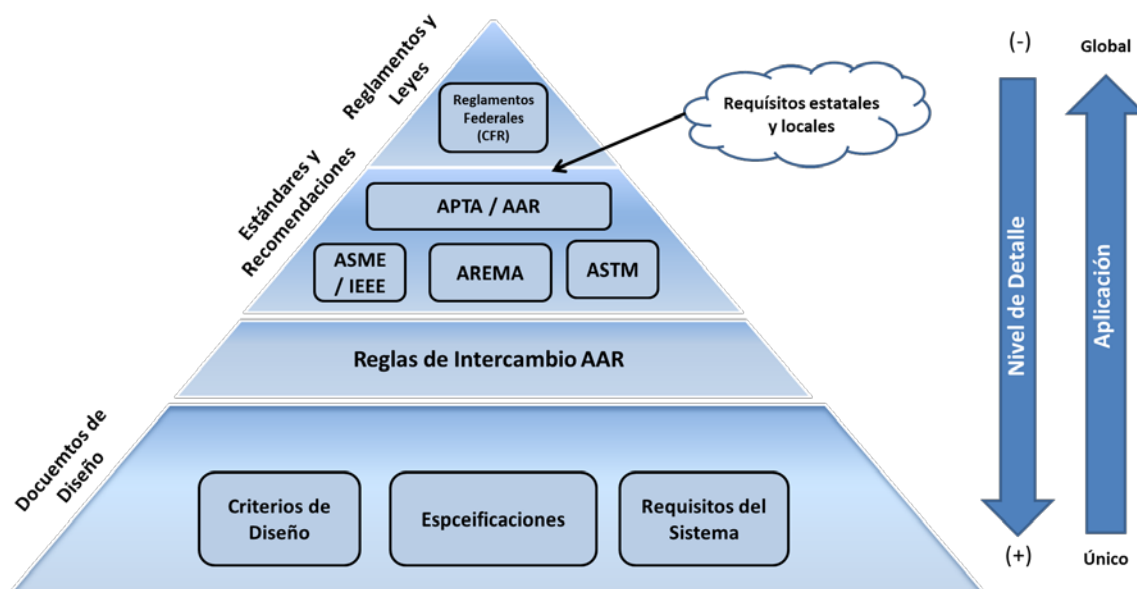 Reglamentos y
Leyes
Reglamentos
Federales
(CFR)
Requísitos estatales
y locales
Estándares y
Recomendaciones
APTA / AAR
ASME
/ IEEE
AREMA
ASTM
Reglas de Intercambio AAR
Docuemtos de
Diseño
Criterios de
Diseño
Espceificaciones
Requisitos del
Sistema
(-)
Nivel de Detalle
(+)
Global
Aplicación
Único